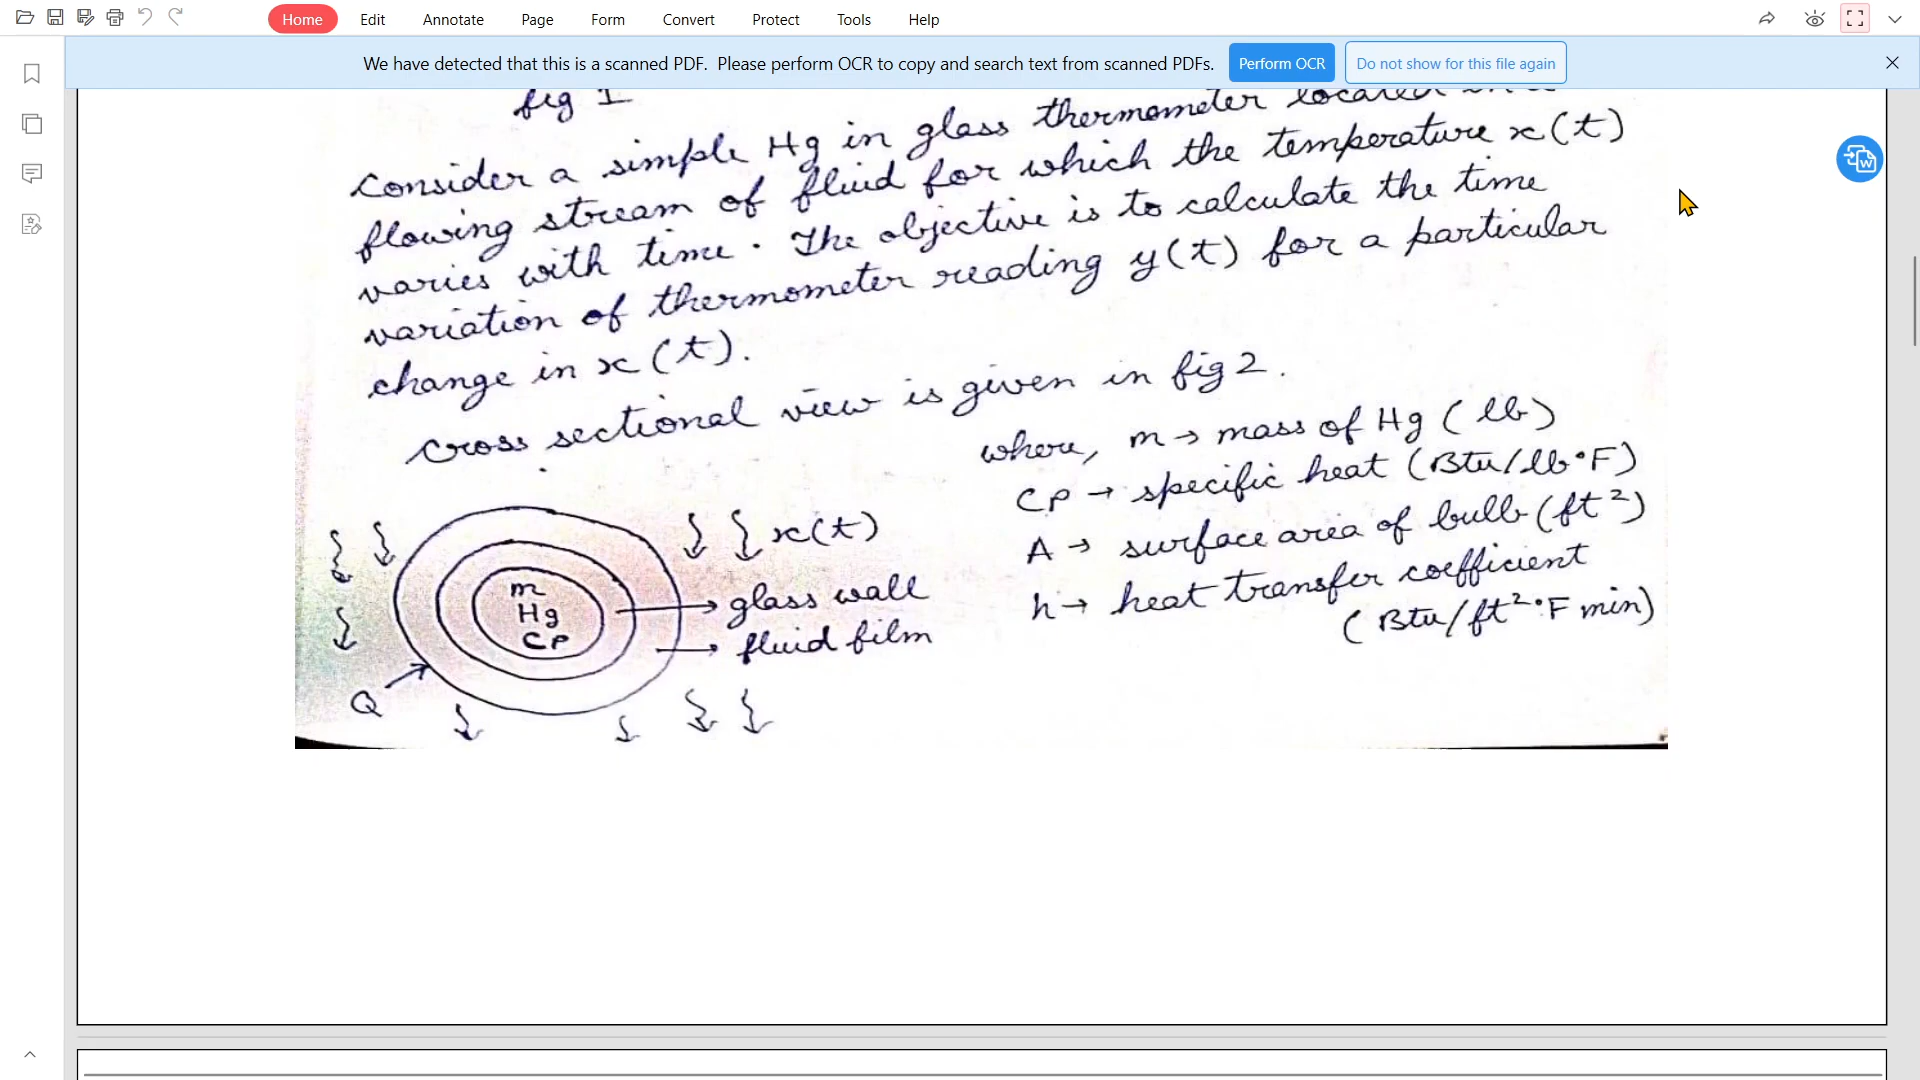 Home Edit Annotate Page Form Convert Protect Tools Help
We have detected that this is a scanned PDF. Please perform OCR to copy and search text from scanned PDFs. Perform OCR Do not show for this file again
fig 1
Consider a simple Hg in glass thermometer located in a
flowing stream of fluid for which the temperature x(t)
varies with time. The objective is to calculate the time
variation of thermometer reading y(t) for a particular
change in x(t).
cross sectional view is given in fig 2.
where, m → mass of Hg (lb)
CP → specific heat (Btu/lb°F)
A → surface area of bulb (ft²)
h → heat transfer coefficient
(Btu/ft²·°F min)
x(t)
m
Hg
CP
glass wall
fluid film
Q